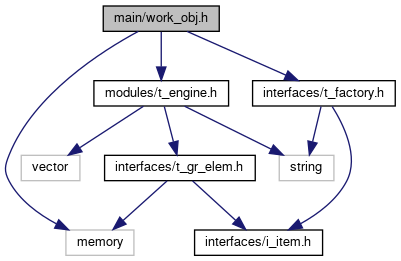 main/work_obj.h
modules/t_engine.h
interfaces/t_factory.h
vector
interfaces/t_gr_elem.h
string
memory
interfaces/i_item.h